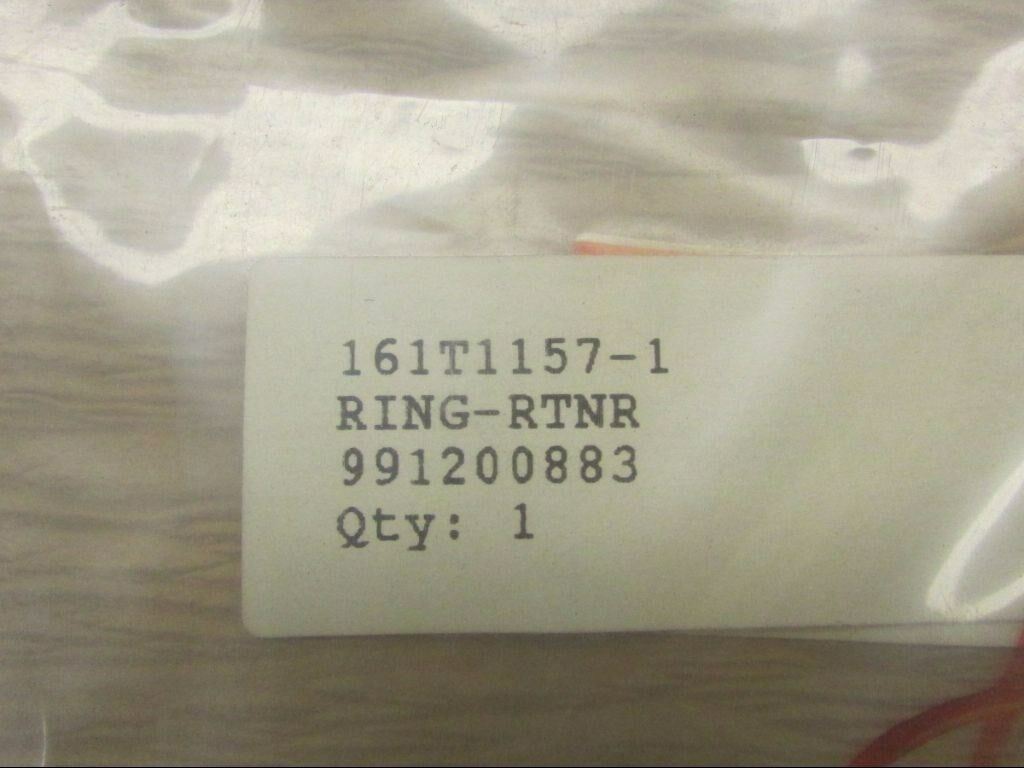 161T1157-1
RING-RTNR
991200883
Qty: 1